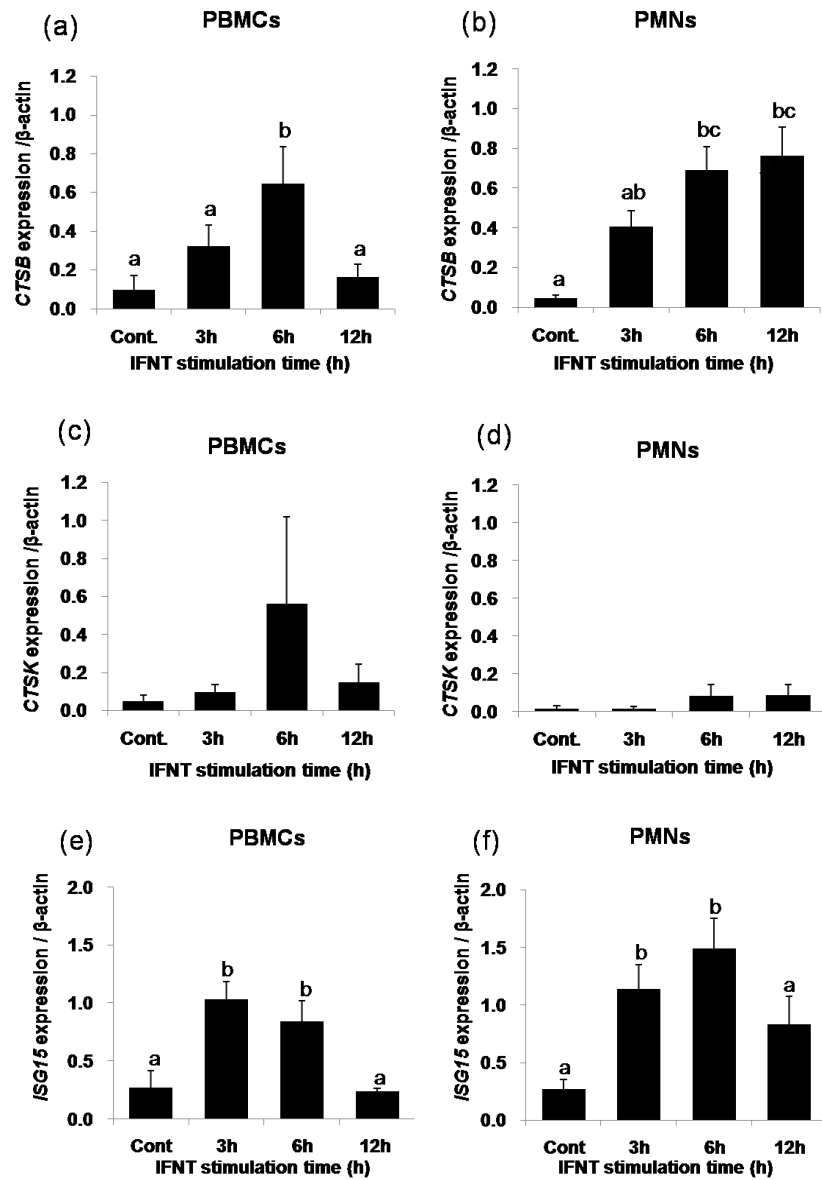 (a)
PBMCs
CTSB expression /β-actin
1.2
1.0
0.8
0.6
0.4
0.2
0.0
a
a
b
a
Cont. 3h 6h 12h
IFNT stimulation time (h)
(b)
PMNs
CTSB expression /β-actin
1.2
1.0
0.8
0.6
0.4
0.2
0.0
a
ab
bc
bc
Cont. 3h 6h 12h
IFNT stimulation time (h)
(c)
PBMCs
CTSK expression /β-actin
1.2
1.0
0.8
0.6
0.4
0.2
0.0
Cont. 3h 6h 12h
IFNT stimulation time (h)
(d)
PMNs
CTSK expression /β-actin
1.2
1.0
0.8
0.6
0.4
0.2
0.0
Cont. 3h 6h 12h
IFNT stimulation time (h)
(e)
PBMCs
ISG15 expression / β-actin
2.0
1.5
1.0
0.5
0.0
a
b
b
a
Cont 3h 6h 12h
IFNT stimulation time (h)
(f)
PMNs
ISG15 expression / β-actin
2.0
1.5
1.0
0.5
0.0
a
b
b
a
Cont 3h 6h 12h
IFNT stimulation time (h)